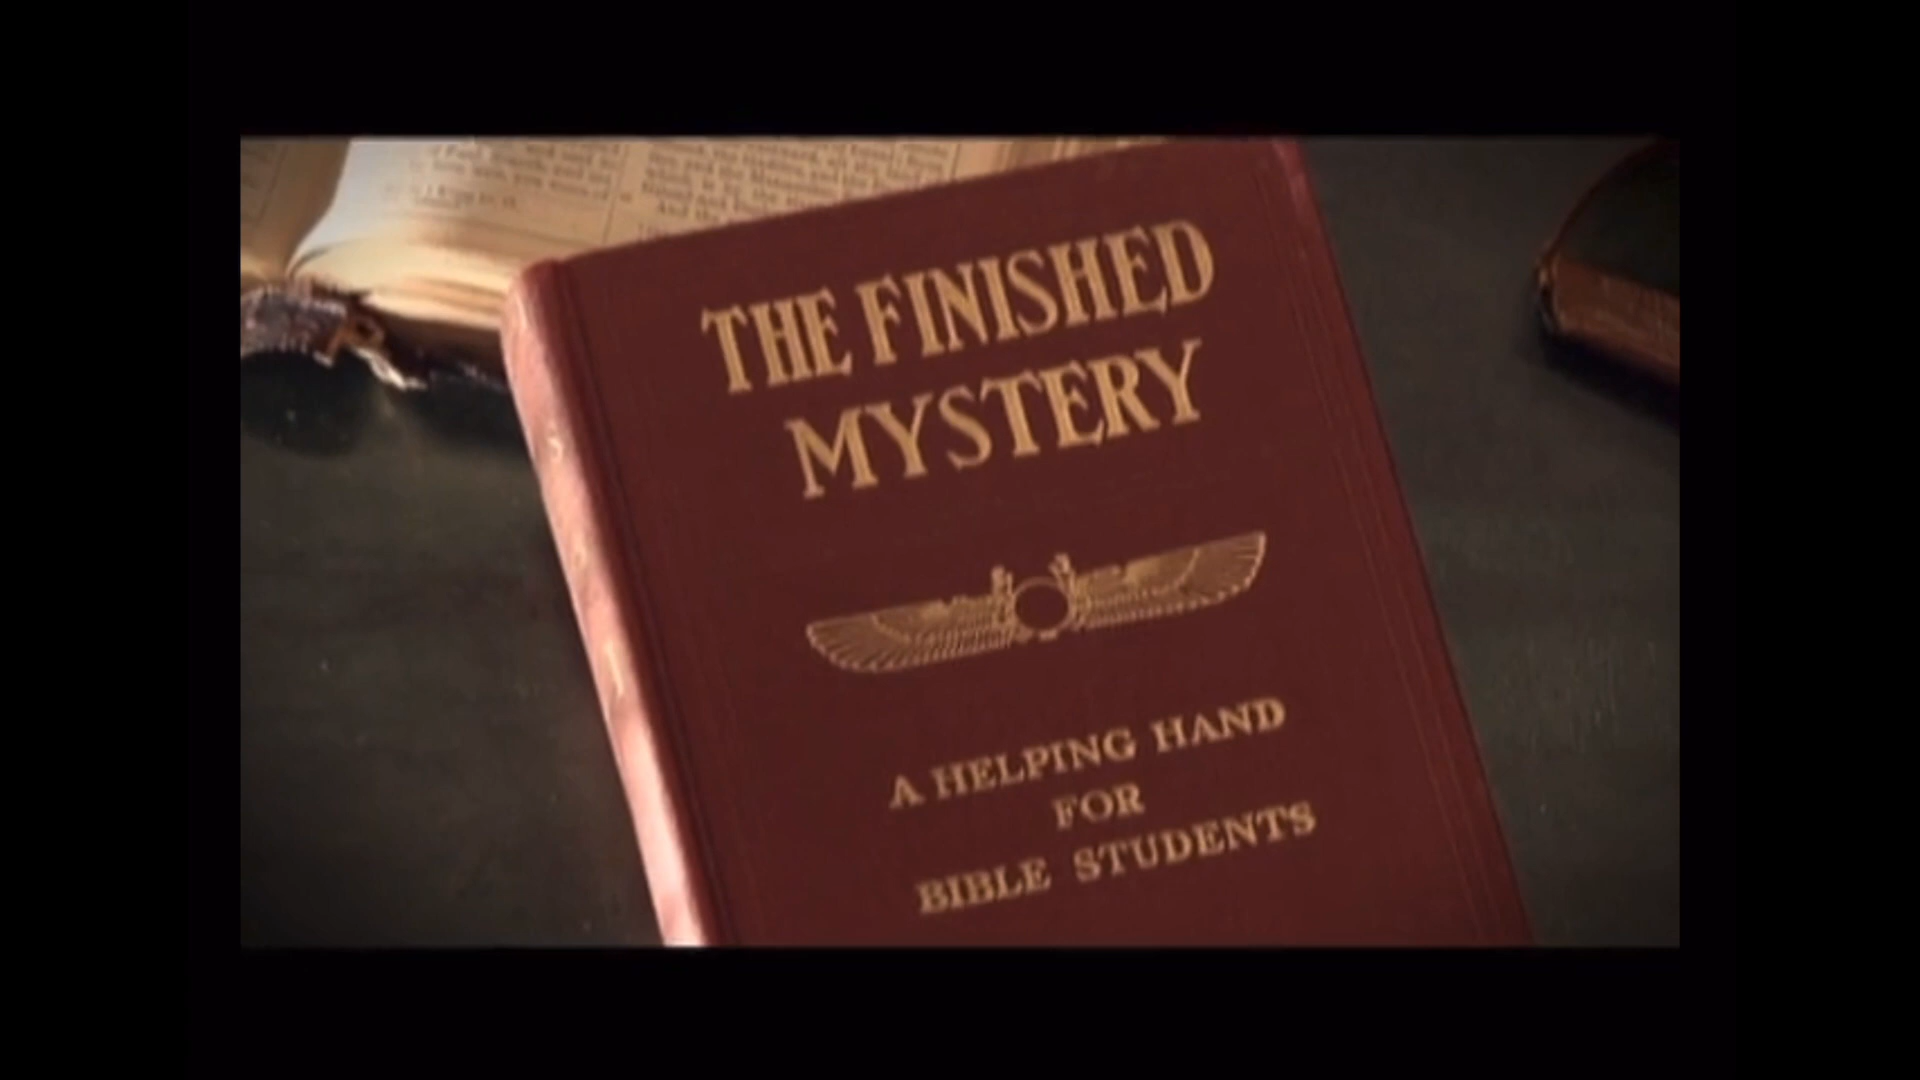 THE FINISHED
MYSTERY
A HELPING HAND
FOR
BIBLE STUDENTS